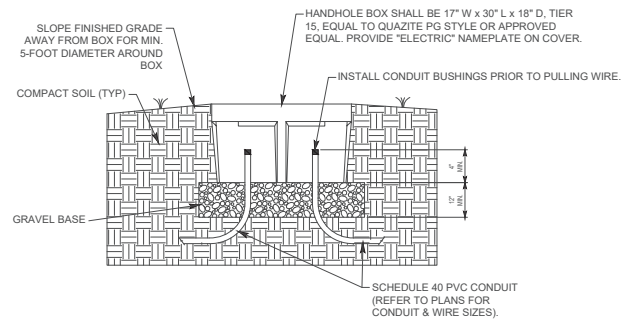 SLOPE FINISHED GRADE
AWAY FROM BOX FOR MIN.
5-FOOT DIAMETER AROUND
BOX
HANDHOLE BOX SHALL BE 17" W x 30" L x 18" D, TIER
15, EQUAL TO QUAZITE PG STYLE OR APPROVED
EQUAL. PROVIDE "ELECTRIC" NAMEPLATE ON COVER.
INSTALL CONDUIT BUSHINGS PRIOR TO PULLING WIRE.
COMPACT SOIL (TYP)
4"
MIN.
12"
MIN.
GRAVEL BASE
SCHEDULE 40 PVC CONDUIT
(REFER TO PLANS FOR
CONDUIT & WIRE SIZES).